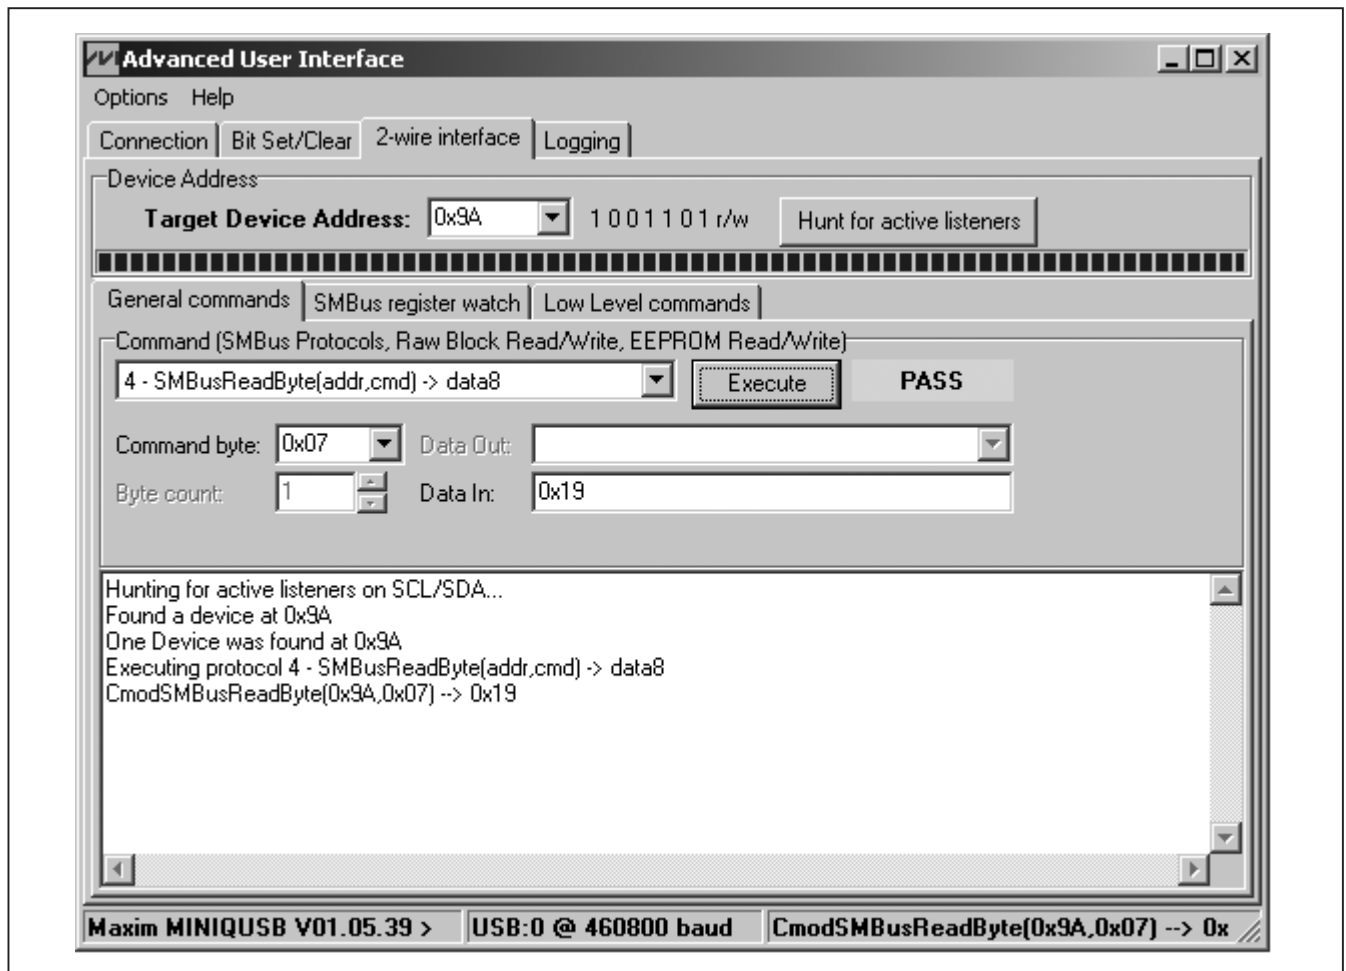 Advanced User Interface
Options Help
Connection Bit Set/Clear 2-wire interface Logging
Device Address
Target Device Address: 0x9A 1 0 0 1 1 0 1 r/w Hunt for active listeners
General commands SMBus register watch Low Level commands
Command (SMBus Protocols, Raw Block Read/Write, EEPROM Read/Write)
4 - SMBusReadByte(addr,cmd) -> data8 Execute PASS
Command byte: 0x07 Data Out:
Byte count: 1 Data In: 0x19
Hunting for active listeners on SCL/SDA...
Found a device at 0x9A
One Device was found at 0x9A
Executing protocol 4 - SMBusReadByte(addr,cmd) -> data8
CmodSMBusReadByte(0x9A,0x07) --> 0x19
Maxim MINIQUSB V01.05.39 > USB:0 @ 460800 baud CmodSMBusReadByte(0x9A,0x07) --> 0x